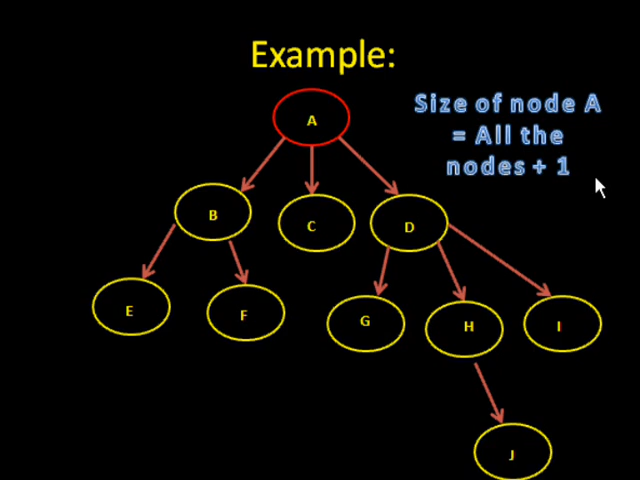 Example:
A
Size of node A
= All the
nodes + 1
B
C
D
E
F
G
H
I
J